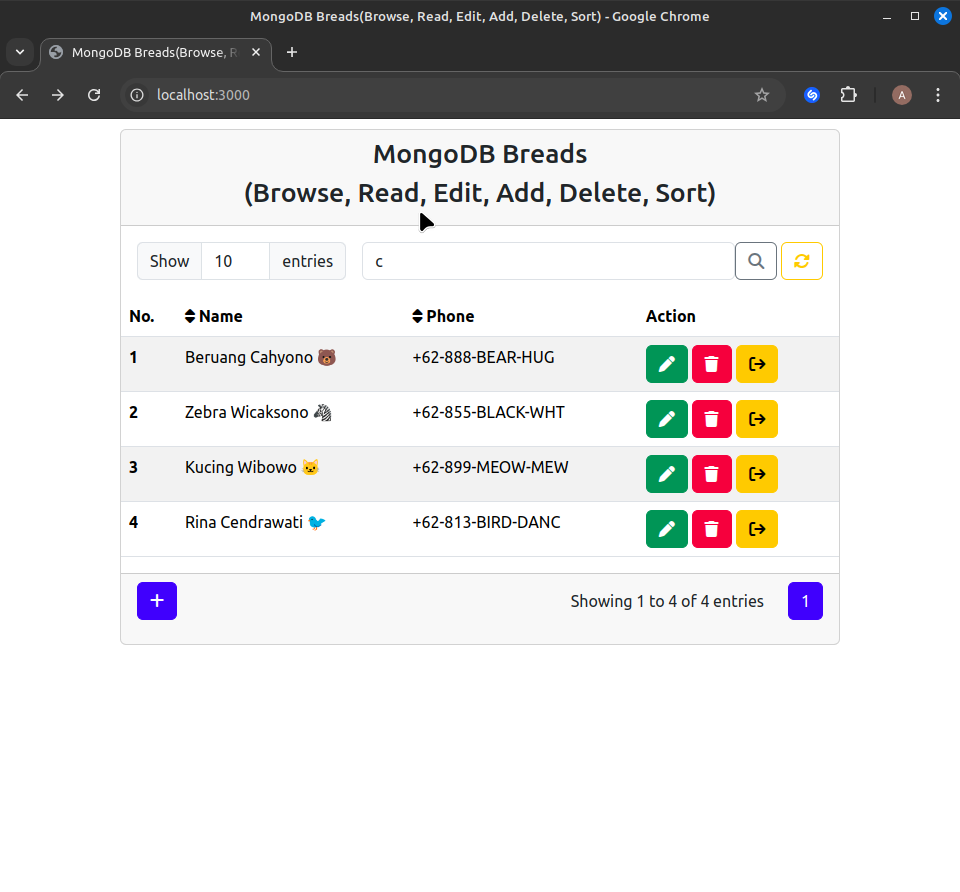 MongoDB Breads(Browse, Read, Edit, Add, Delete, Sort) - Google Chrome
MongoDB Breads(Browse, R
localhost:3000
A
MongoDB Breads
(Browse, Read, Edit, Add, Delete, Sort)
Show 10 entries c
No. Name Phone Action
1 Beruang Cahyono 🐻 +62-888-BEAR-HUG
2 Zebra Wicaksono 🦓 +62-855-BLACK-WHT
3 Kucing Wibowo 🐱 +62-899-MEOW-MEW
4 Rina Cendrawati 🐦 +62-813-BIRD-DANC
+ Showing 1 to 4 of 4 entries 1